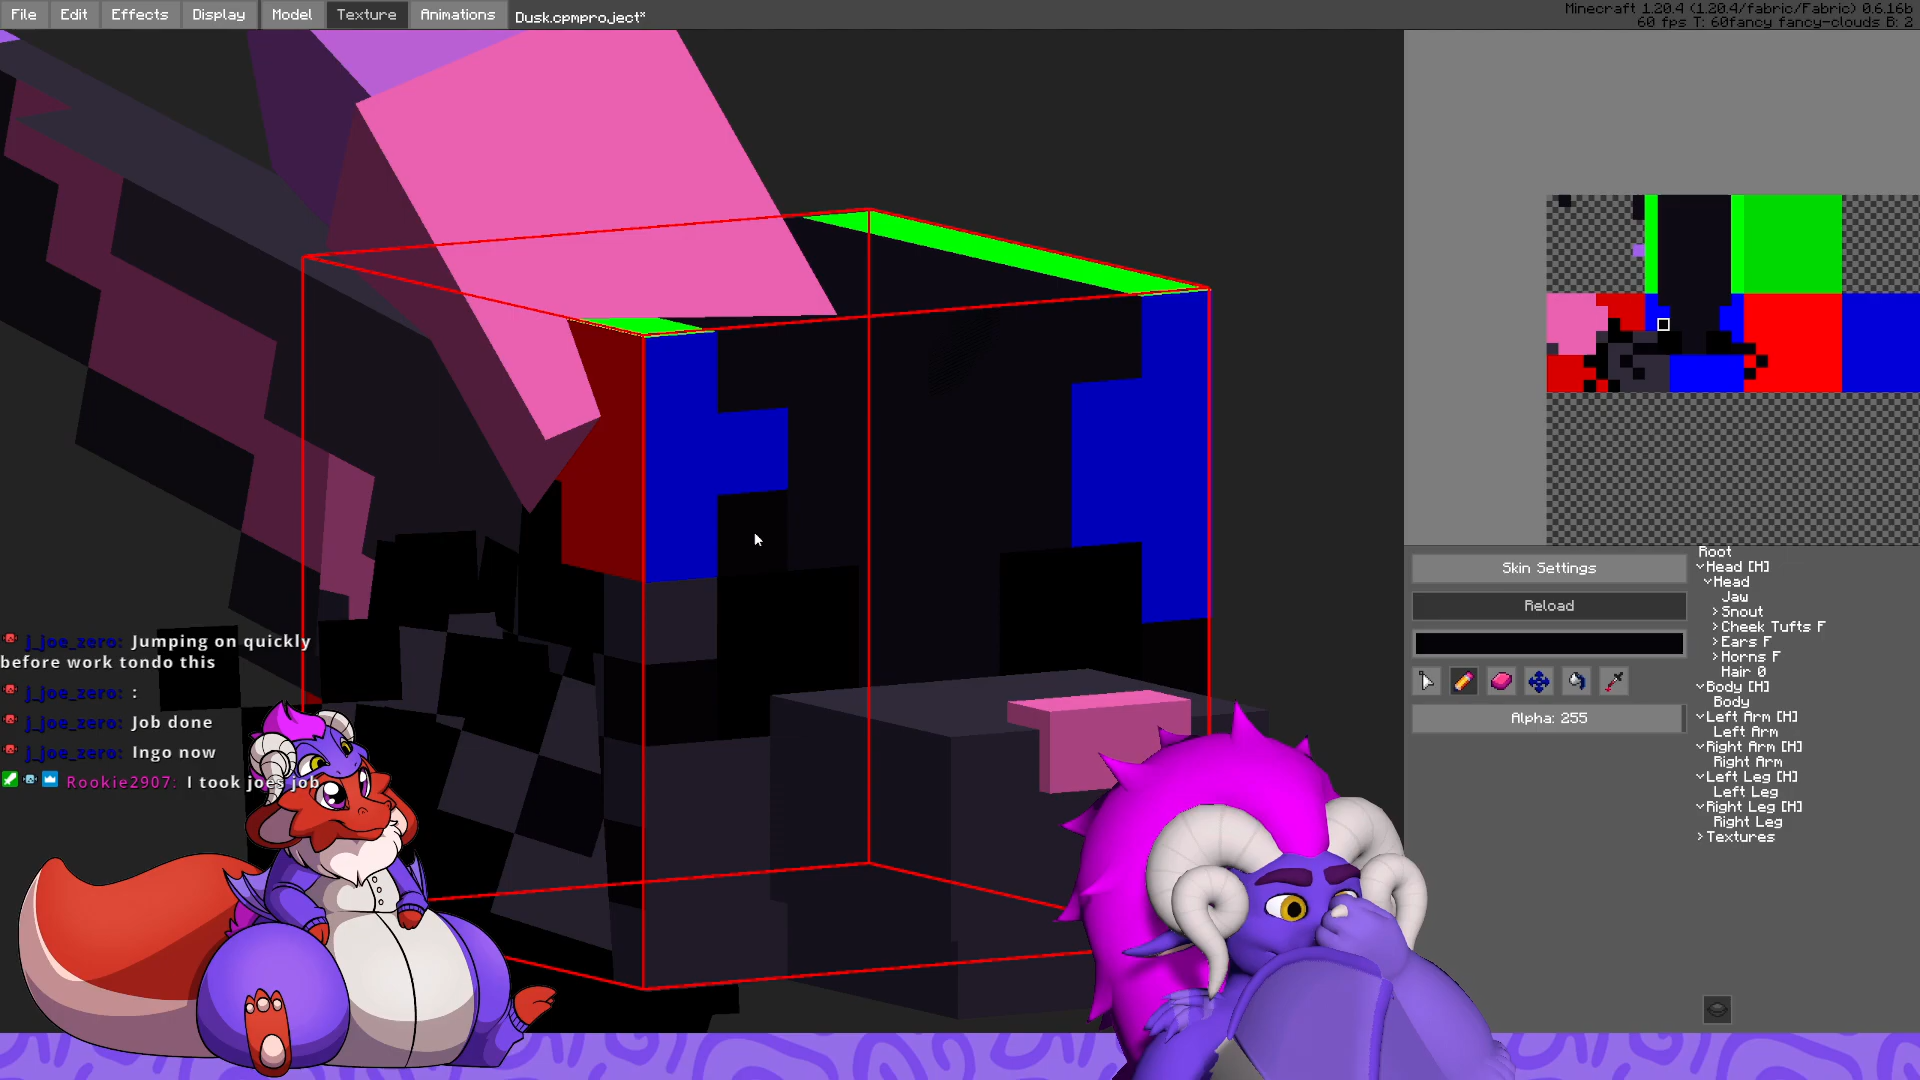 File Edit Effects Display Model Texture Animations Dusk.cpmproject*
Minecraft 1.20.4 (1.20.4/fabric/Fabric) 0.6.16b
60 fps T: 60fancy fancy-clouds B: 2
Skin Settings
Reload
Alpha: 255
Root
Head [H]
Head
Jaw
Snout
Cheek Tufts F
Ears F
Horns F
Hair 0
Body [H]
Body
Left Arm [H]
Left Arm
Right Arm [H]
Right Arm
Left Leg [H]
Left Leg
Right Leg [H]
Right Leg
Textures
j_joe_zero: Jumping on quickly
before work tondo this
j_joe_zero: :
j_joe_zero: Job done
j_joe_zero: Ingo now
Rookie2907: I took joes job